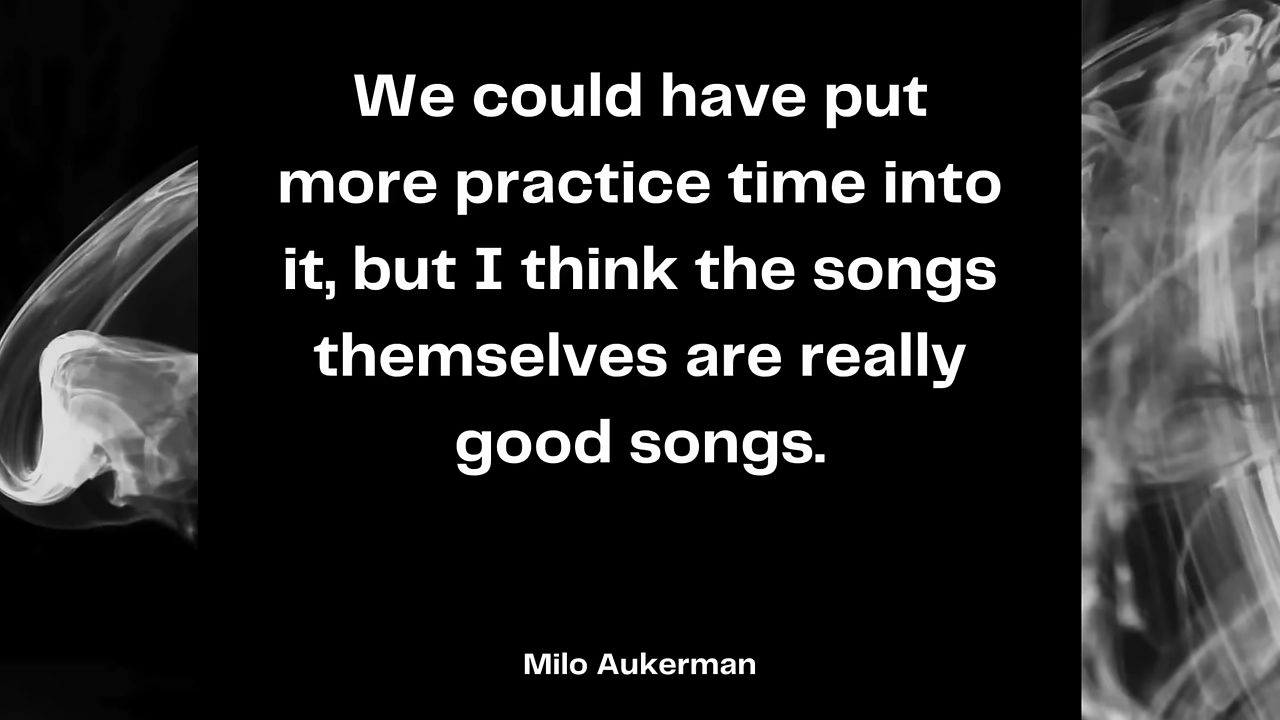 We could have put
more practice time into
it, but I think the songs
themselves are really
good songs.
Milo Aukerman